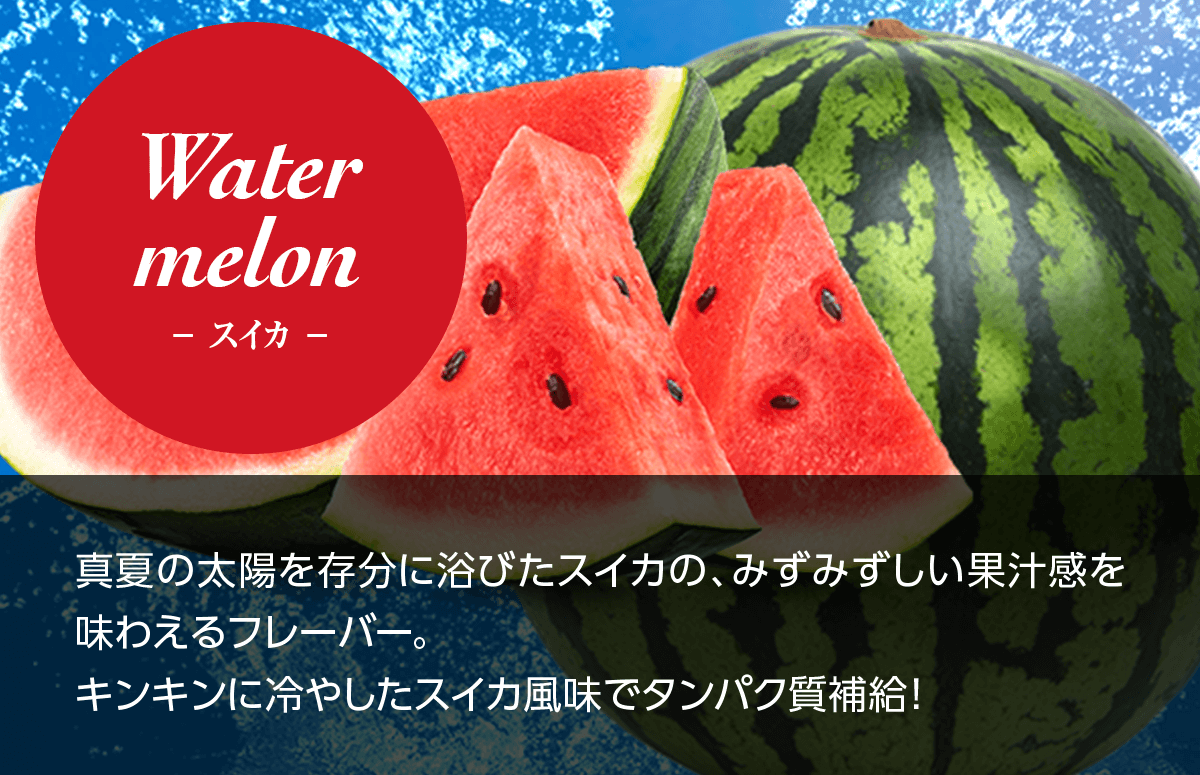 Water
melon
− スイカ −
真夏の太陽を存分に浴びたスイカの、みずみずしい果汁感を
味わえるフレーバー。
キンキンに冷やしたスイカ風味でタンパク質補給！